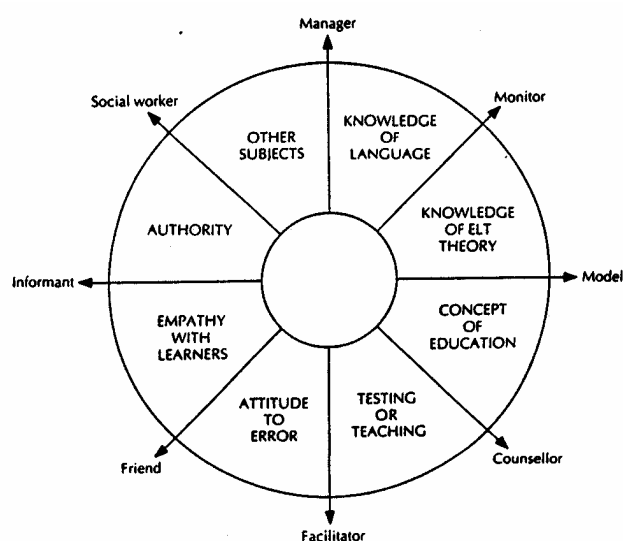 Manager
Social worker
Monitor
OTHER
SUBJECTS
KNOWLEDGE
OF
LANGUAGE
AUTHORITY
KNOWLEDGE
OF ELT
THEORY
Informant
Model
EMPATHY
WITH
LEARNERS
CONCEPT
OF
EDUCATION
ATTITUDE
TO
ERROR
TESTING
OR
TEACHING
Friend
Counsellor
Facilitator